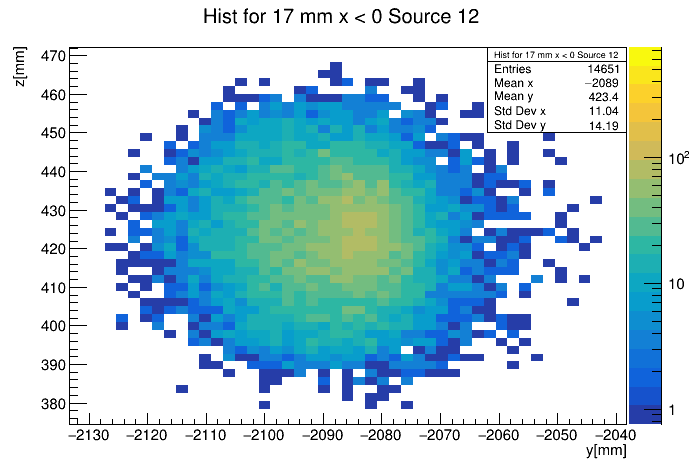 Hist for 17 mm x < 0 Source 12
z[mm]
470
460
450
440
430
420
410
400
390
380
Hist for 17 mm x < 0 Source 12
Entries 14651
Mean x −2089
Mean y 423.4
Std Dev x 11.04
Std Dev y 14.19
10²
10
1
−2130 −2120 −2110 −2100 −2090 −2080 −2070 −2060 −2050 −2040
y[mm]